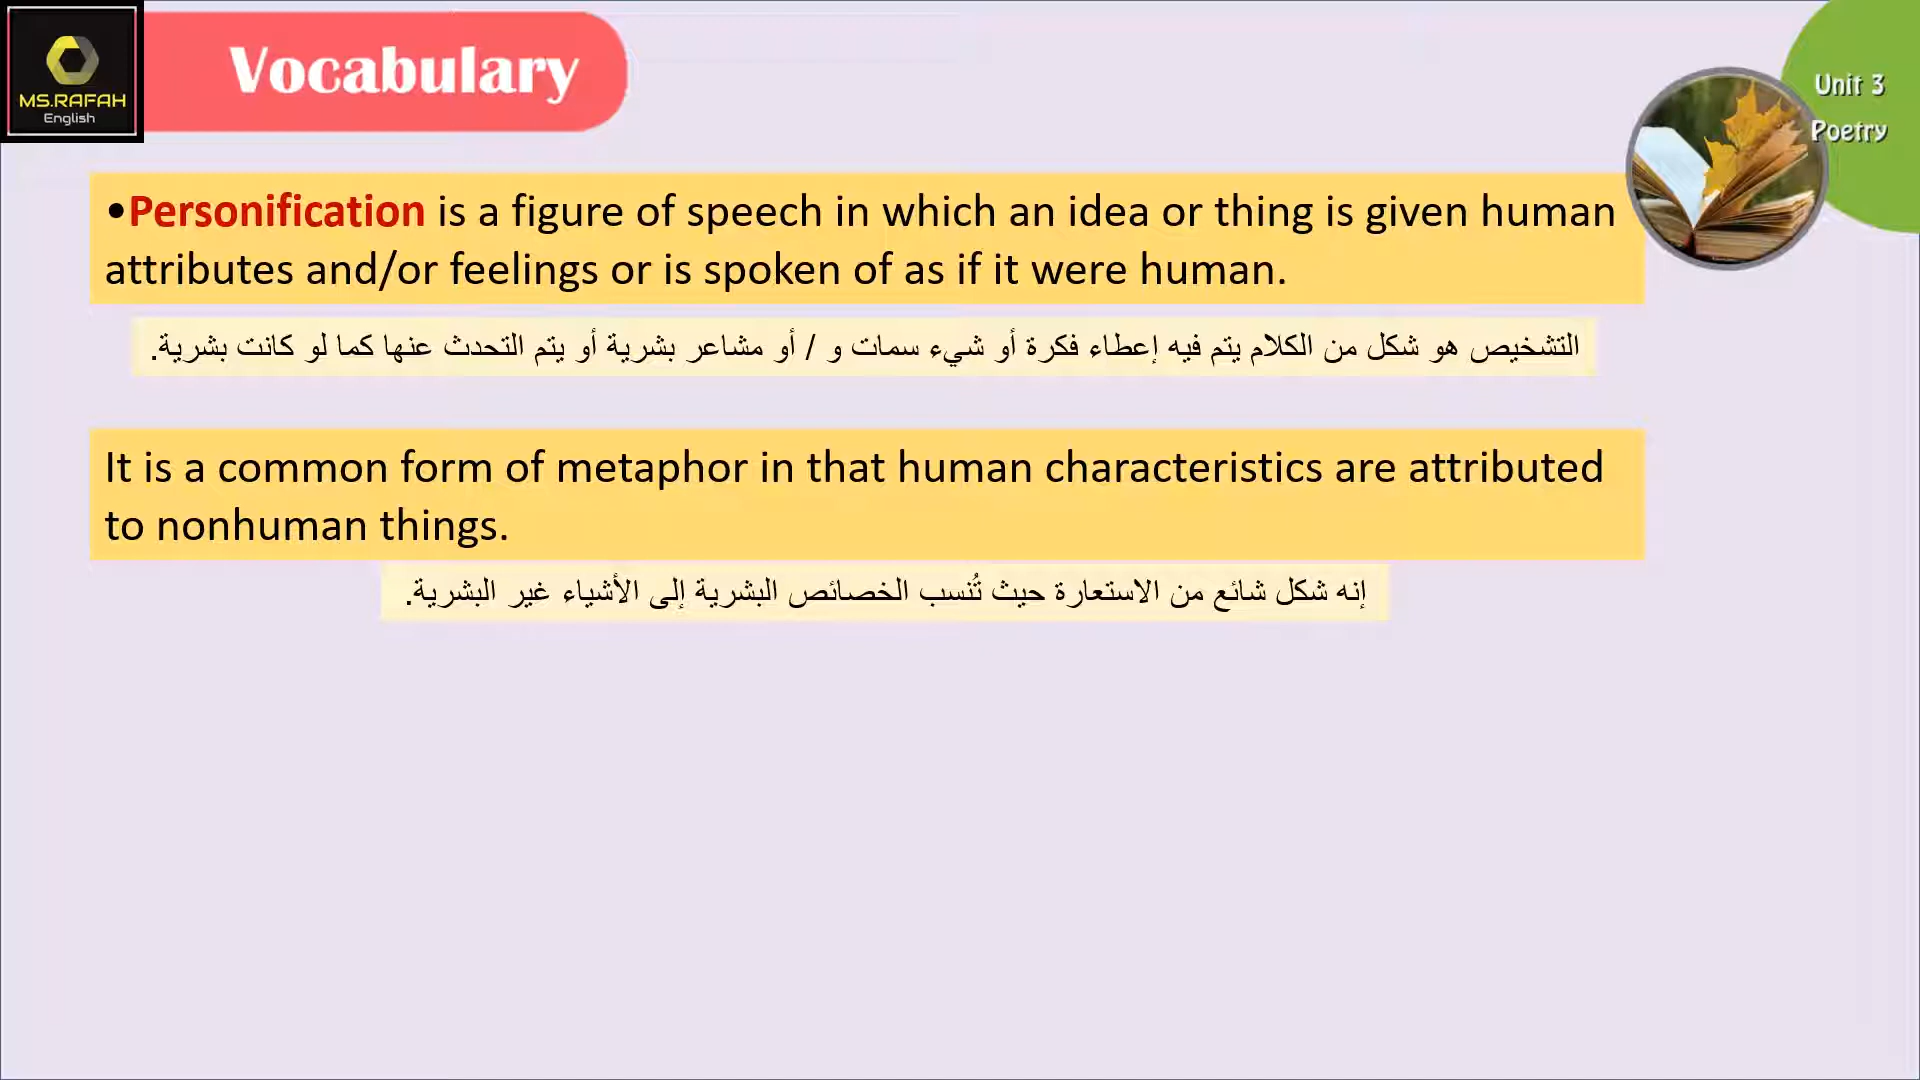 MS.RAFAH
English
Vocabulary
Unit 3
Poetry
•Personification is a figure of speech in which an idea or thing is given human
attributes and/or feelings or is spoken of as if it were human.
التشخيص هو شكل من الكلام يتم فيه إعطاء فكرة أو شيء سمات و / أو مشاعر بشرية أو يتم التحدث عنها كما لو كانت بشرية.
It is a common form of metaphor in that human characteristics are attributed
to nonhuman things.
إنه شكل شائع من الاستعارة حيث تُنسب الخصائص البشرية إلى الأشياء غير البشرية.